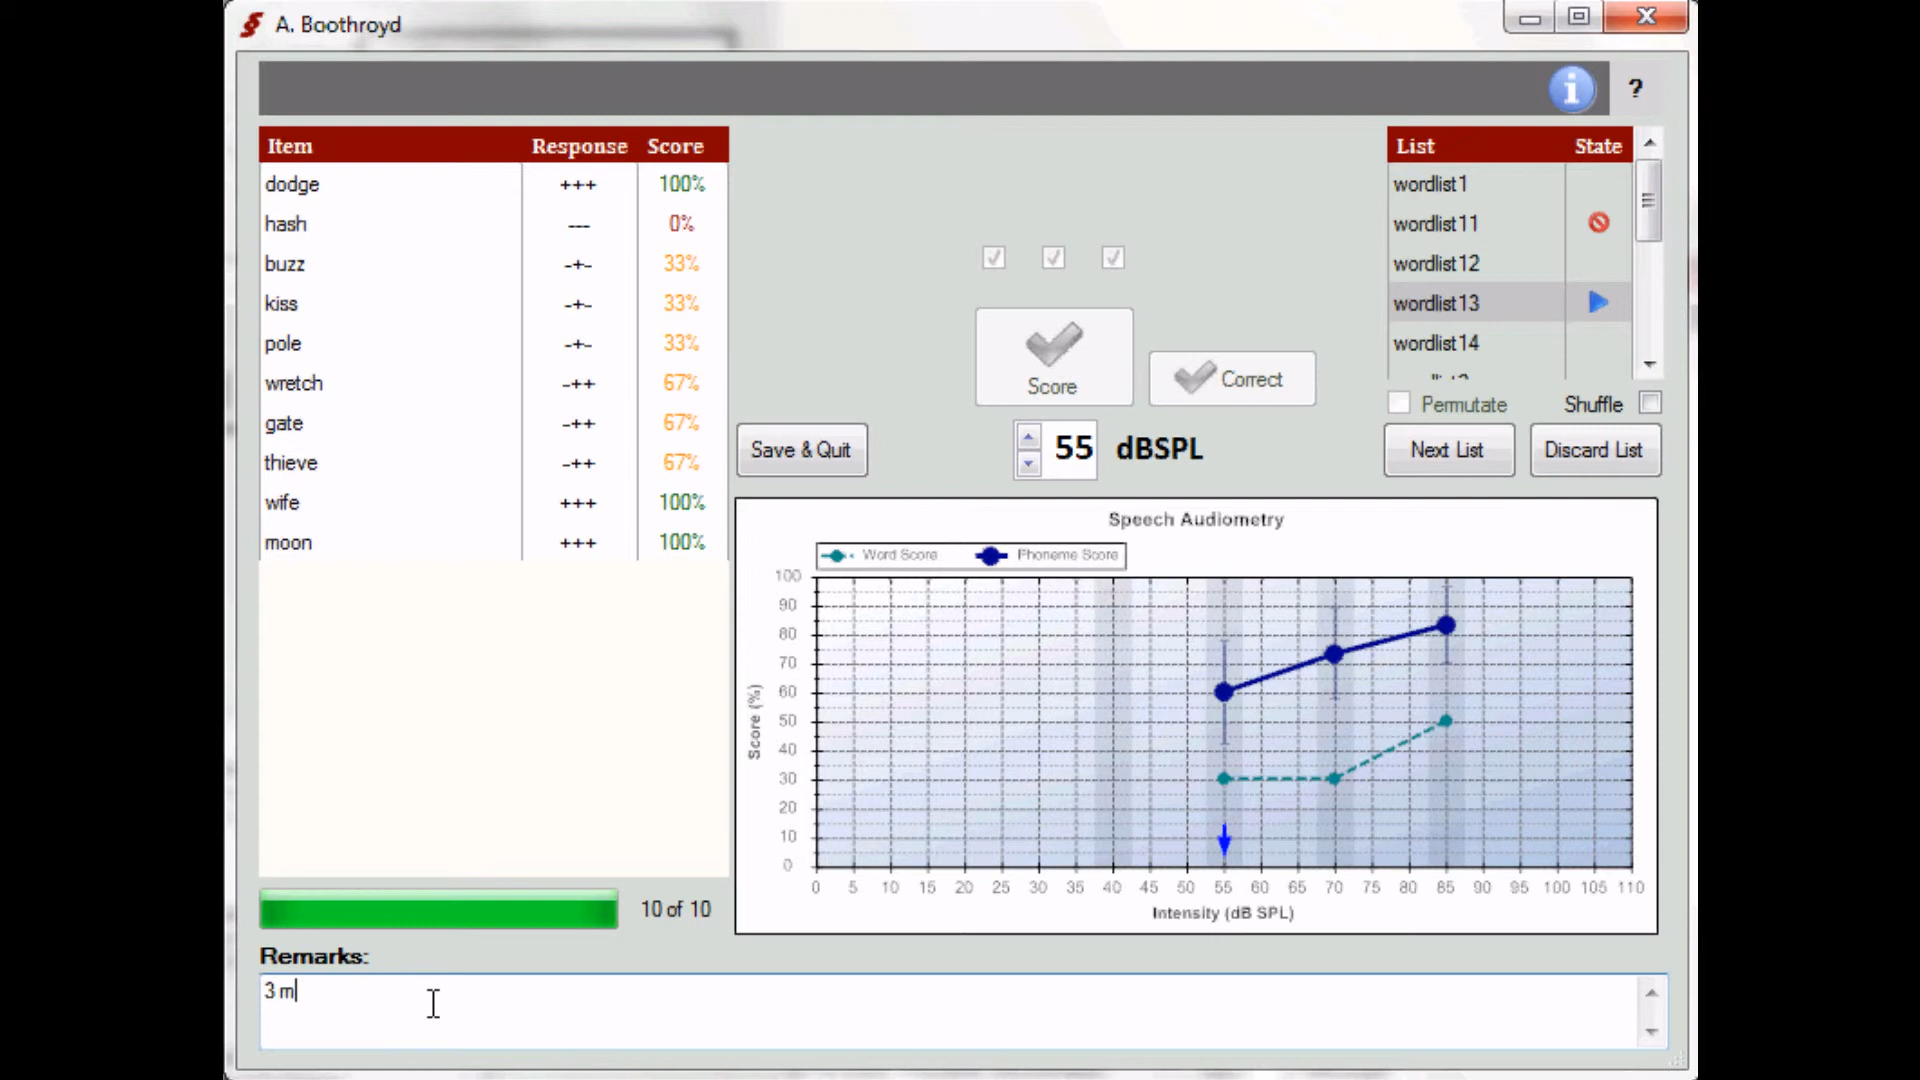 A. Boothroyd
?
Item Response Score
dodge +++ 100%
hash --- 0%
buzz -+- 33%
kiss -+- 33%
pole -+- 33%
wretch -++ 67%
gate -++ 67%
thieve -++ 67%
wife +++ 100%
moon +++ 100%
10 of 10
Score
Correct
Save & Quit
55 dBSPL
List State
wordlist1
wordlist11
wordlist12
wordlist13
wordlist14
Permutate Shuffle
Next List Discard List
Speech Audiometry
Word Score Phoneme Score
100
90
80
70
60
50
40
30
20
10
0
Score (%)
0 5 10 15 20 25 30 35 40 45 50 55 60 65 70 75 80 85 90 95 100 105 110
Intensity (dB SPL)
Remarks:
3 m